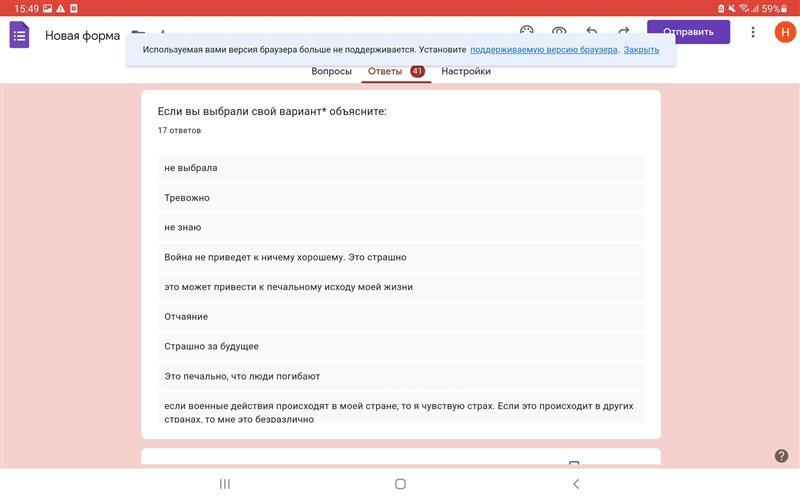 15:49
59%
Новая форма
Отправить
Н
Используемая вами версия браузера больше не поддерживается. Установите поддерживаемую версию браузера. Закрыть
Вопросы Ответы 41 Настройки
Если вы выбрали свой вариант* объясните:
17 ответов
не выбрала
Тревожно
не знаю
Война не приведет к ничему хорошему. Это страшно
это может привести к печальному исходу моей жизни
Отчаяние
Страшно за будущее
Это печально, что люди погибают
если военные действия происходят в моей стране, то я чувствую страх. Если это происходит в других
странах, то мне это безразлично